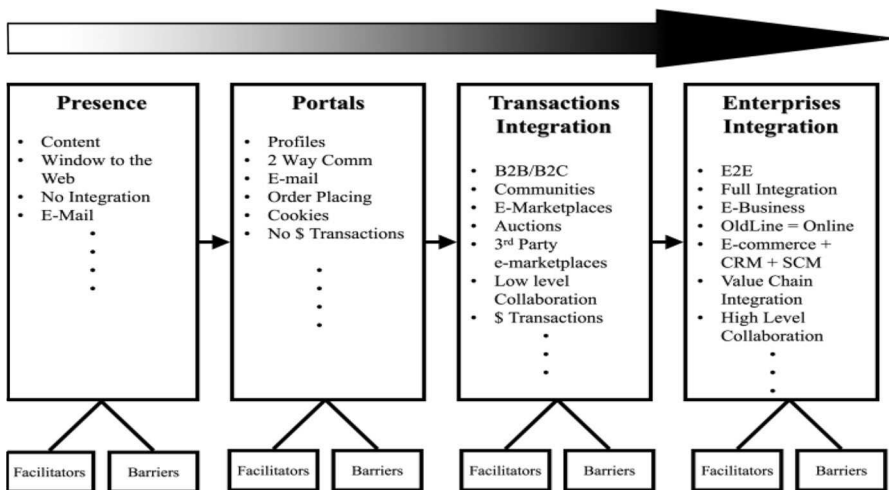 Presence
• Content
• Window to the
Web
• No Integration
• E-Mail
Portals
• Profiles
• 2 Way Comm
• E-mail
• Order Placing
• Cookies
• No $ Transactions
Transactions
Integration
• B2B/B2C
• Communities
• E-Marketplaces
• Auctions
• 3rd Party
e-marketplaces
• Low level
Collaboration
• $ Transactions
Enterprises
Integration
• E2E
• Full Integration
• E-Business
• OldLine = Online
• E-commerce +
CRM + SCM
• Value Chain
Integration
• High Level
Collaboration
Facilitators
Barriers
Facilitators
Barriers
Facilitators
Barriers
Facilitators
Barriers